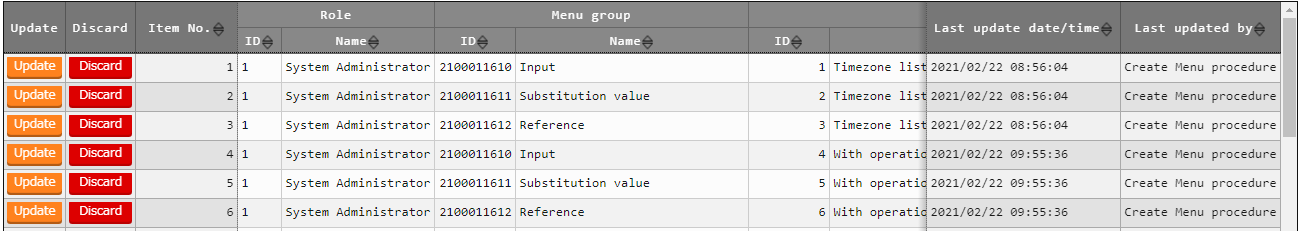 Role Menu group
Update Discard Item No. Last update date/time Last updated by
ID Name ID Name ID
Update Discard 1 1 System Administrator 2100011610 Input 1 Timezone list 2021/02/22 08:56:04 Create Menu procedure
Update Discard 2 1 System Administrator 2100011611 Substitution value 2 Timezone list 2021/02/22 08:56:04 Create Menu procedure
Update Discard 3 1 System Administrator 2100011612 Reference 3 Timezone list 2021/02/22 08:56:04 Create Menu procedure
Update Discard 4 1 System Administrator 2100011610 Input 4 With operatio 2021/02/22 09:55:36 Create Menu procedure
Update Discard 5 1 System Administrator 2100011611 Substitution value 5 With operatio 2021/02/22 09:55:36 Create Menu procedure
Update Discard 6 1 System Administrator 2100011612 Reference 6 With operatio 2021/02/22 09:55:36 Create Menu procedure